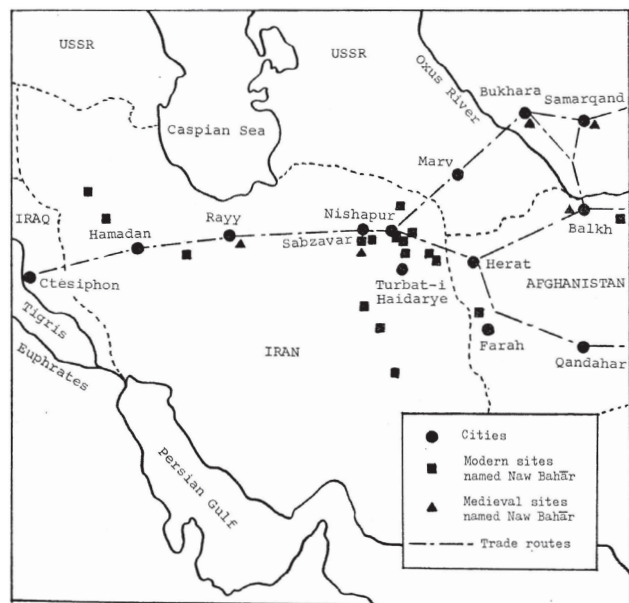 USSR
USSR
Oxus River
Bukhara
Samarqand
Caspian Sea
Marv
IRAQ
Hamadan
Rayy
Nishapur
Sabzavar
Balkh
Herat
Ctesiphon
Turbat-i
Haidarye
AFGHANISTAN
Tigris
Euphrates
IRAN
Farah
Qandahar
Persian Gulf
Cities
Modern sites
named Naw Bahār
Medieval sites
named Naw Bahār
Trade routes